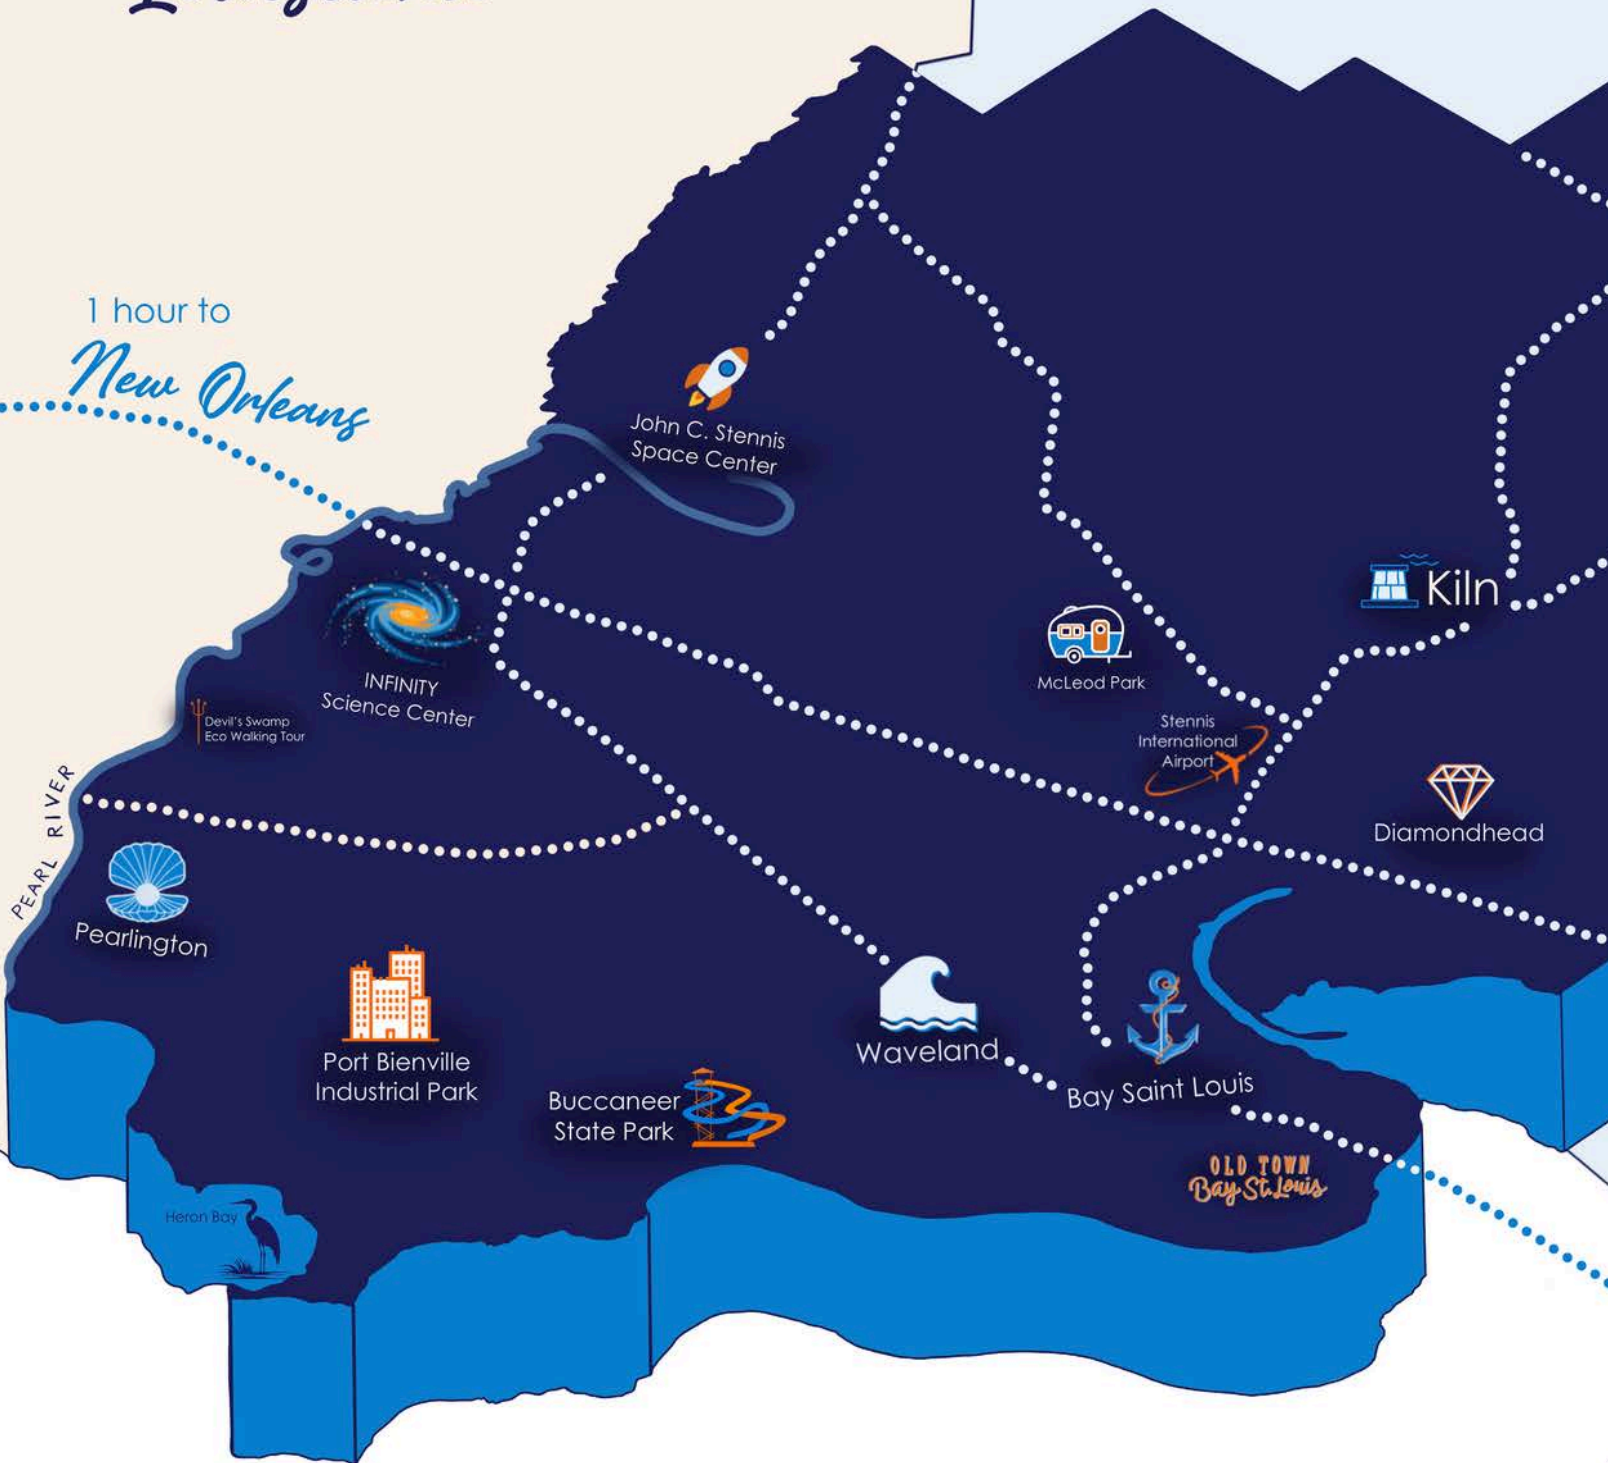 1 hour to
New Orleans
John C. Stennis
Space Center
Kiln
INFINITY
Science Center
McLeod Park
Devil's Swamp
Eco Walking Tour
Stennis
International
Airport
PEARL RIVER
Diamondhead
Pearlington
Port Bienville
Industrial Park
Waveland
Buccaneer
State Park
Bay Saint Louis
OLD TOWN
Bay St. Louis
Heron Bay